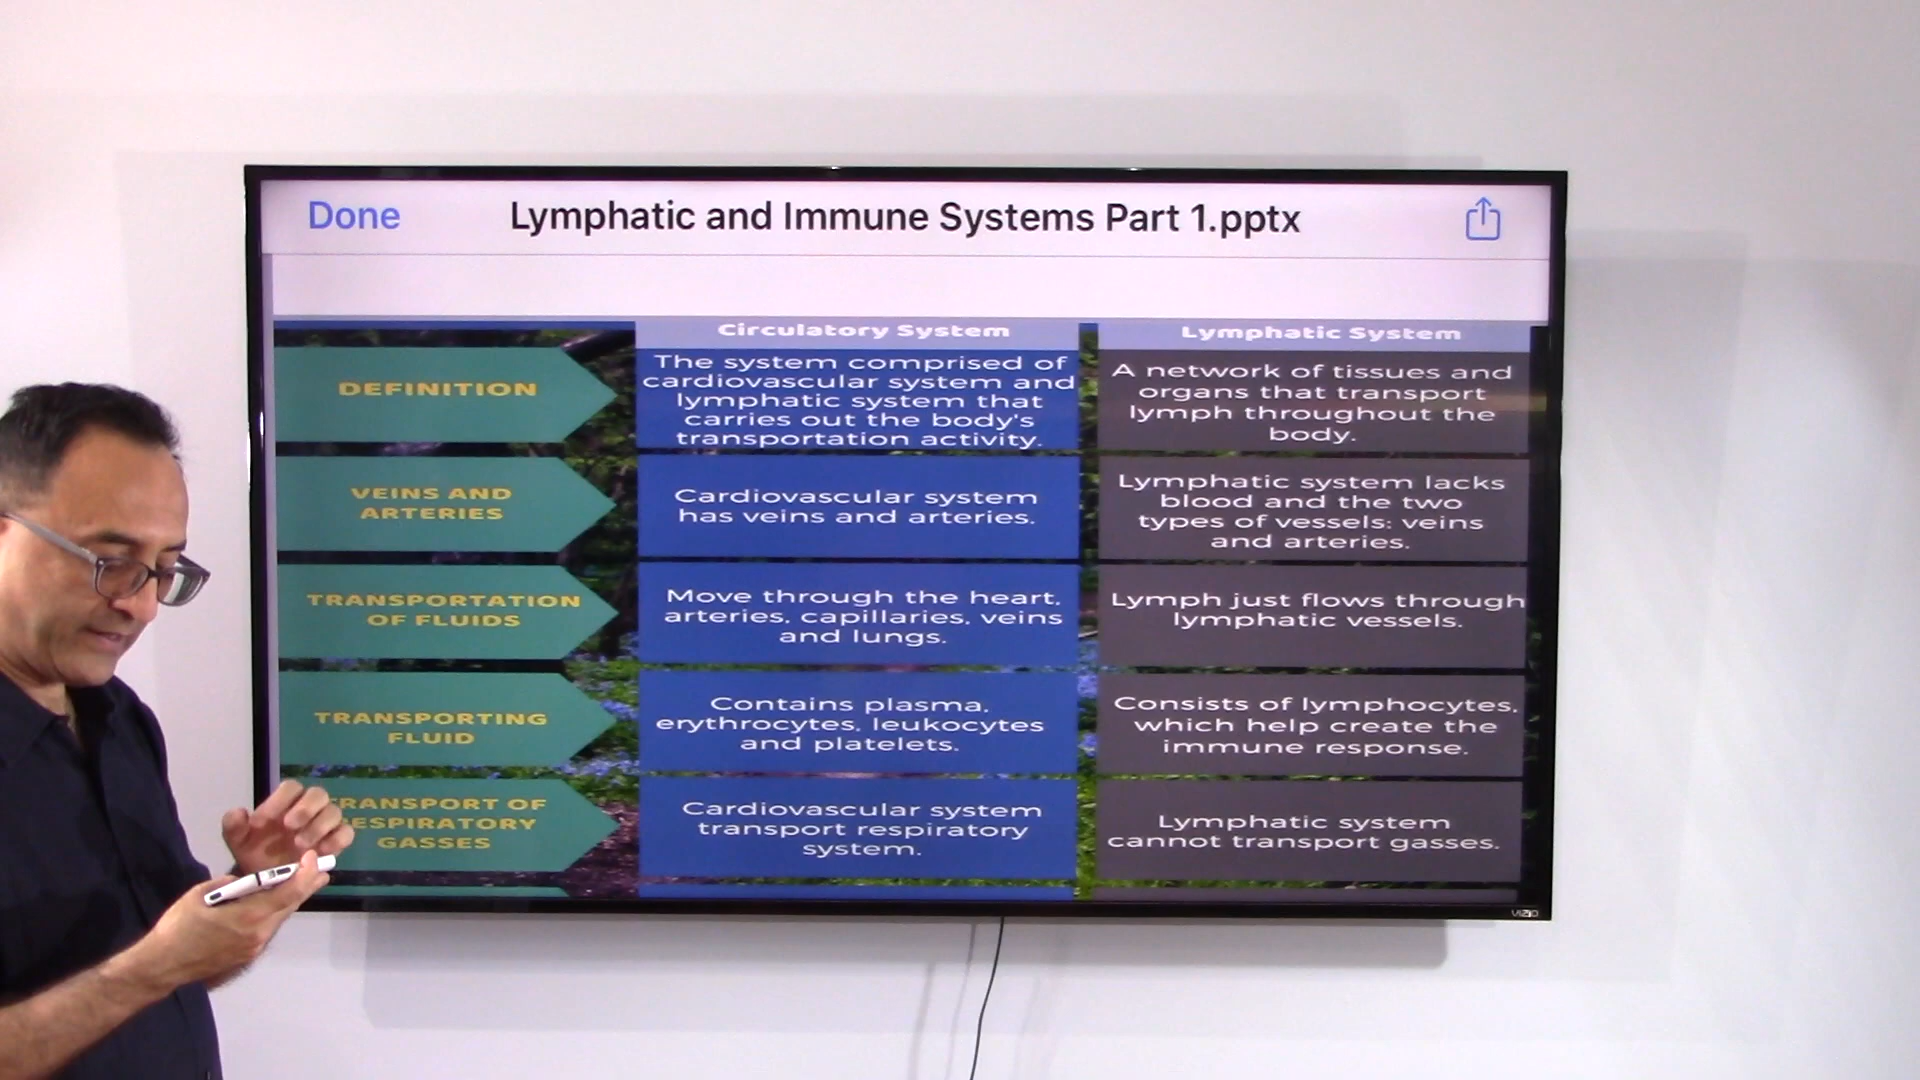 Done
Lymphatic and Immune Systems Part 1.pptx
Circulatory System
Lymphatic System
DEFINITION
The system comprised of
cardiovascular system and
lymphatic system that
carries out the body's
transportation activity.
A network of tissues and
organs that transport
lymph throughout the
body.
VEINS AND
ARTERIES
Cardiovascular system
has veins and arteries.
Lymphatic system lacks
blood and the two
types of vessels: veins
and arteries.
TRANSPORTATION
OF FLUIDS
Move through the heart,
arteries, capillaries, veins
and lungs.
Lymph just flows through
lymphatic vessels.
TRANSPORTING
FLUID
Contains plasma,
erythrocytes, leukocytes
and platelets.
Consists of lymphocytes,
which help create the
immune response.
TRANSPORT OF
RESPIRATORY
GASSES
Cardiovascular system
transport respiratory
system.
Lymphatic system
cannot transport gasses.
VIZIO